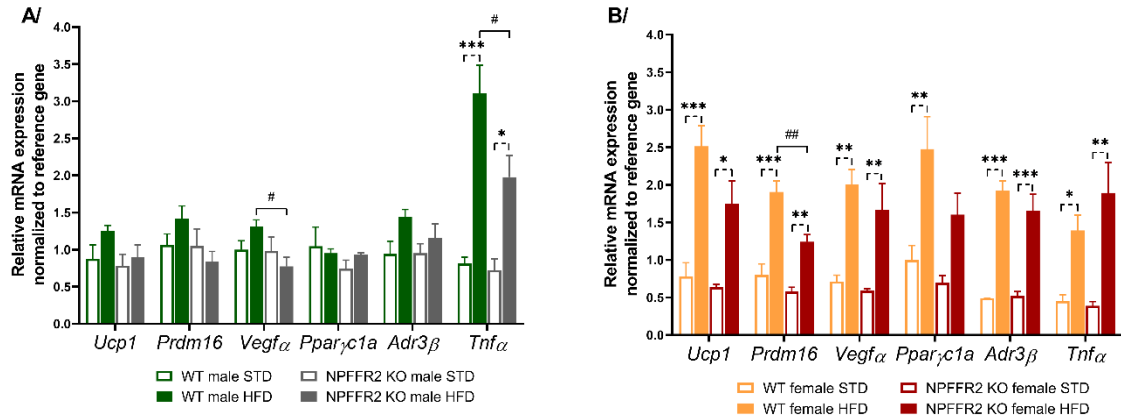 A/
Relative mRNA expression
normalized to reference gene
4.0
3.5
3.0
2.5
2.0
1.5
1.0
0.5
0.0
#
***
*
#
Ucp1 Prdm16 Vegfα Pparγc1a Adr3β Tnfα
WT male STD NPFFR2 KO male STD
WT male HFD NPFFR2 KO male HFD
B/
Relative mRNA expression
normalized to reference gene
4.0
3.5
3.0
2.5
2.0
1.5
1.0
0.5
0.0
***
*
##
***
**
**
**
**
***
***
**
*
Ucp1 Prdm16 Vegfα Pparγc1a Adr3β Tnfα
WT female STD NPFFR2 KO female STD
WT female HFD NPFFR2 KO female HFD